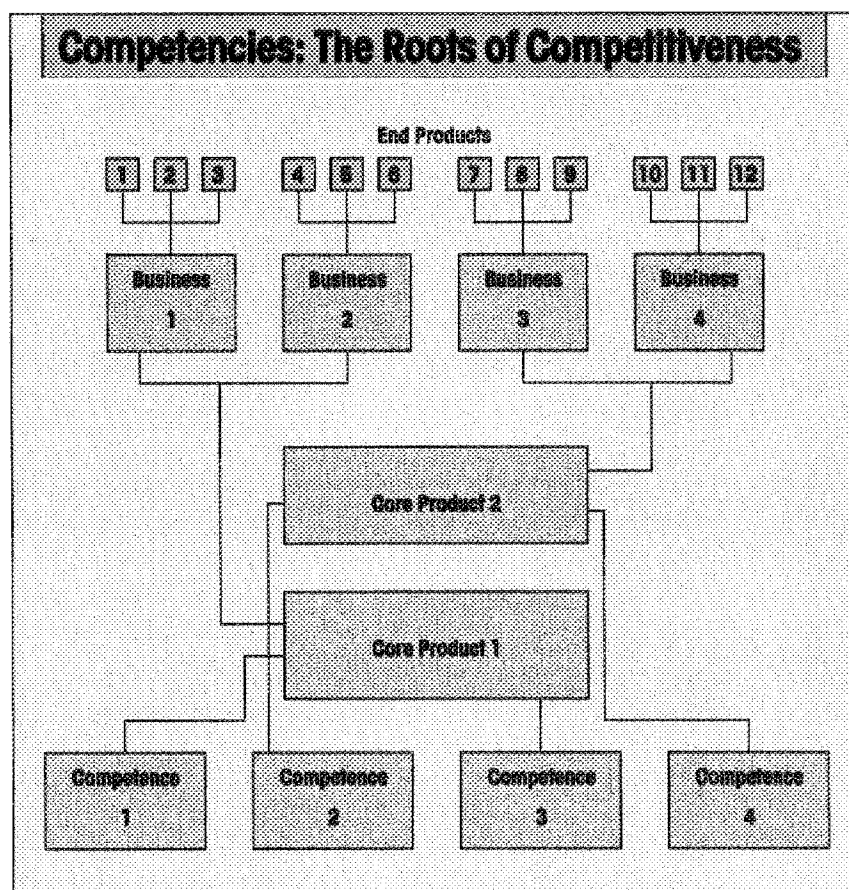 Competencies: The Roots of Competitiveness
End Products
1 2 3 4 5 6 7 8 9 10 11 12
Business Business Business Business
1 2 3 4
Core Product 2
Core Product 1
Competence Competence Competence Competence
1 2 3 4